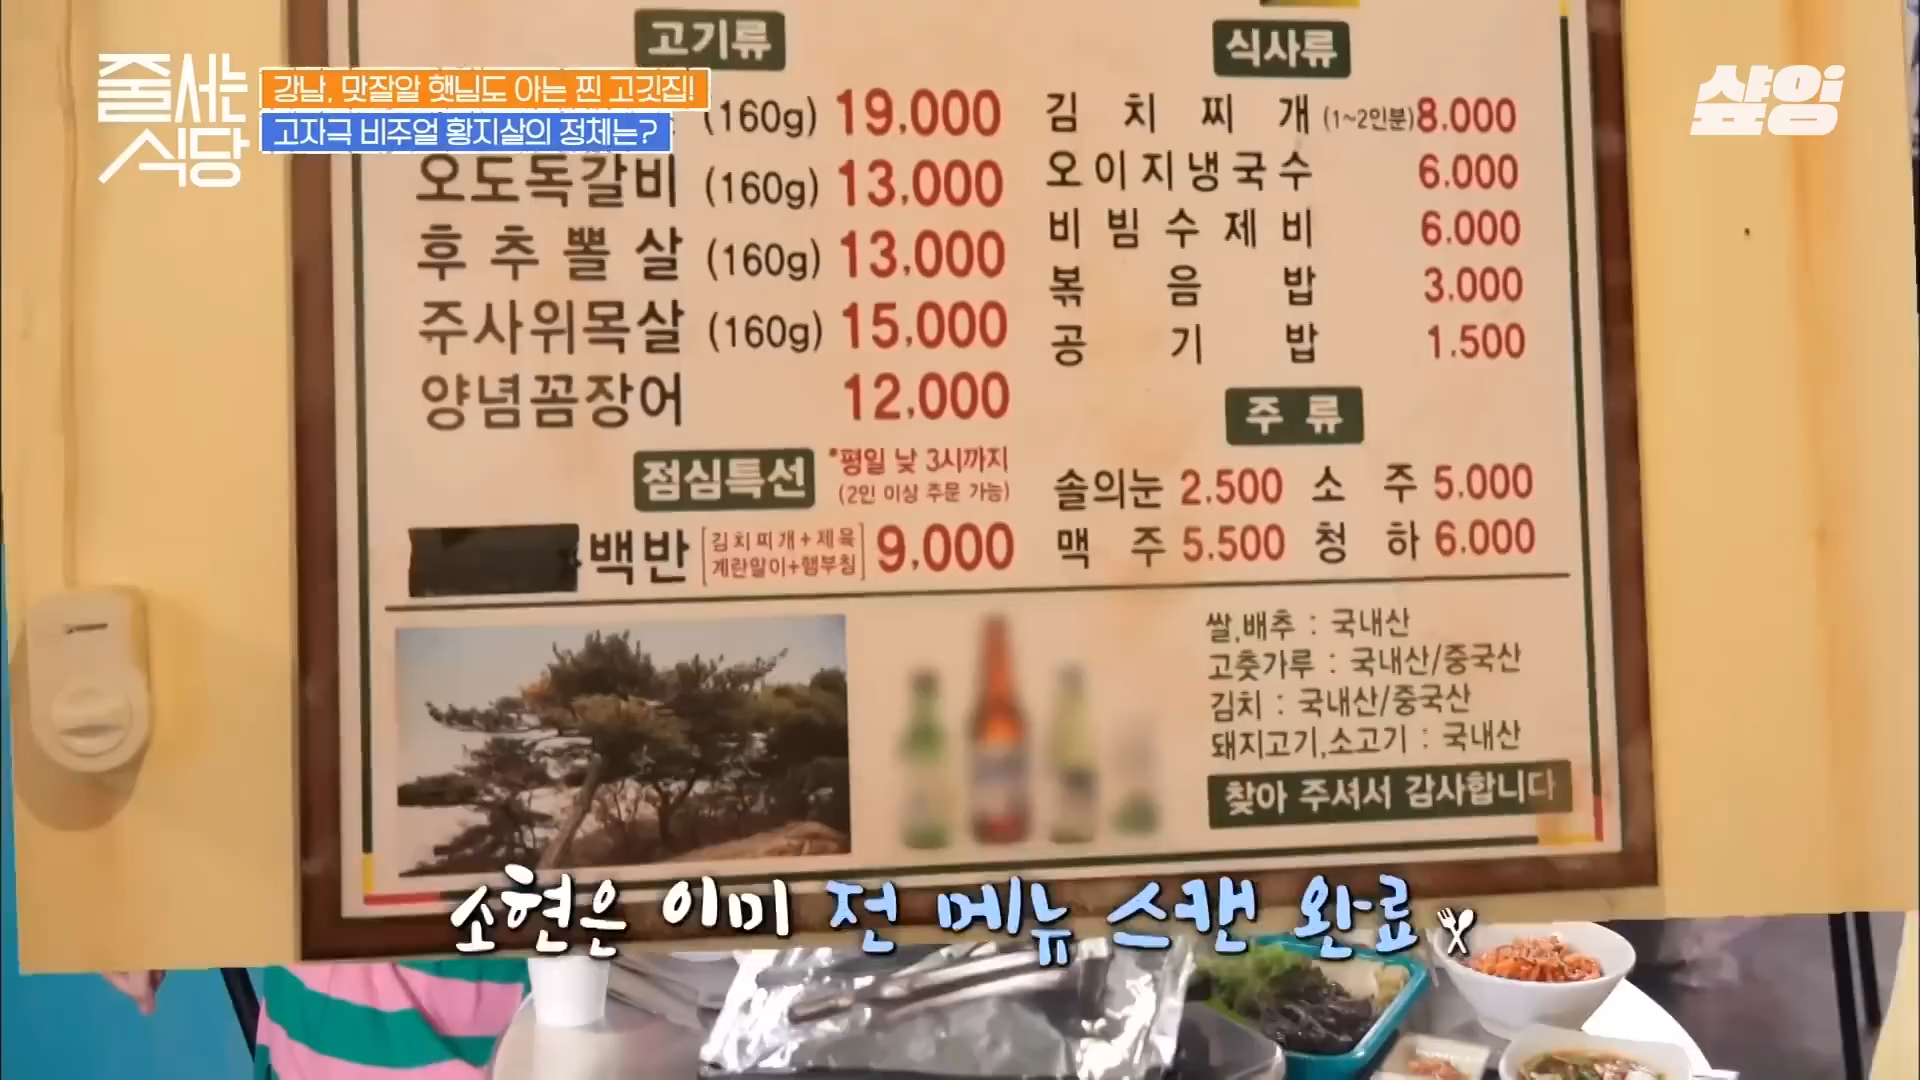 줄서는
식당
강남, 맛잘알 햇님도 아는 찐 고깃집!
고자극 비주얼 황지살의 정체는?
샾잉
고기류
(160g) 19,000
오도독갈비 (160g) 13,000
후추뽈살 (160g) 13,000
주사위목살 (160g) 15,000
양념꼼장어 12,000
점심특선 *평일 낮 3시까지
(2인 이상 주문 가능)
백반 [김치찌개+제육
계란말이+햄부침] 9,000
식사류
김치찌개 (1~2인분) 8.000
오이지냉국수 6.000
비빔수제비 6.000
볶음밥 3.000
공기밥 1.500
주류
솔의눈 2.500 소주 5.000
맥주 5.500 청하 6.000
쌀,배추 : 국내산
고춧가루 : 국내산/중국산
김치 : 국내산/중국산
돼지고기,소고기 : 국내산
찾아 주셔서 감사합니다
소현은 이미 전 메뉴 스캔 완료